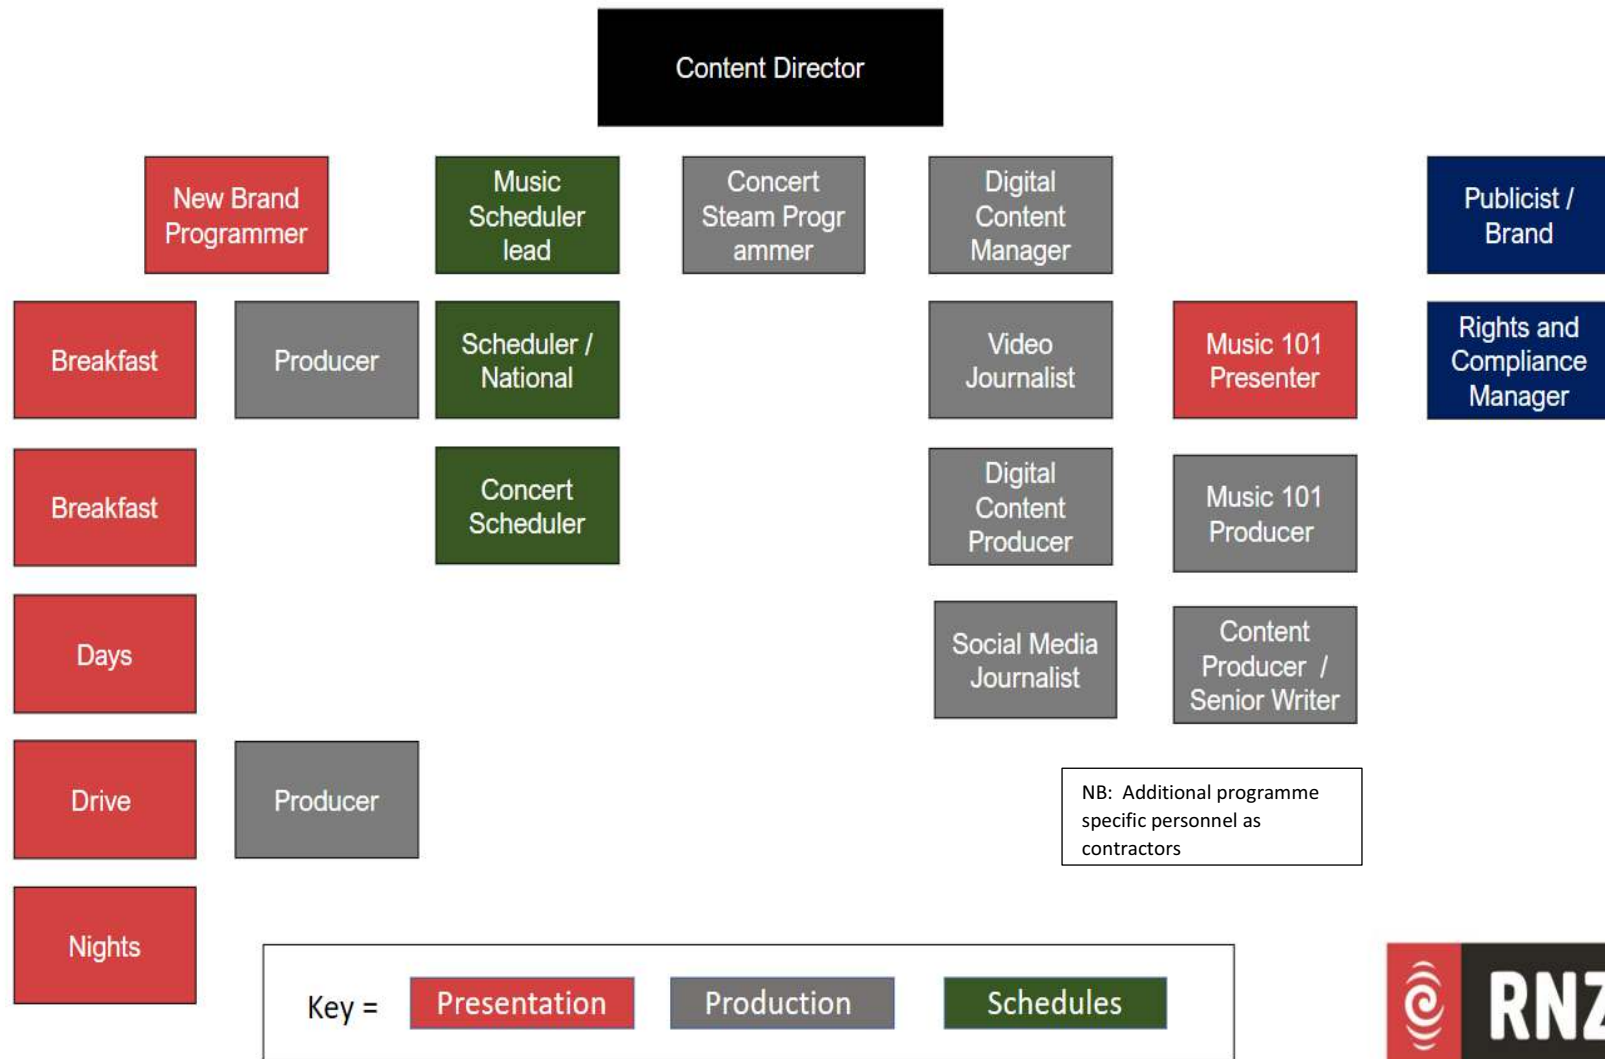 Content Director
New Brand
Programmer
Music
Scheduler
lead
Concert
Steam Progr
ammer
Digital
Content
Manager
Publicist /
Brand
Breakfast
Producer
Scheduler /
National
Video
Journalist
Music 101
Presenter
Rights and
Compliance
Manager
Breakfast
Concert
Scheduler
Digital
Content
Producer
Music 101
Producer
Days
Social Media
Journalist
Content
Producer /
Senior Writer
Drive
Producer
NB: Additional programme
specific personnel as
contractors
Nights
Key = Presentation Production Schedules
RNZ